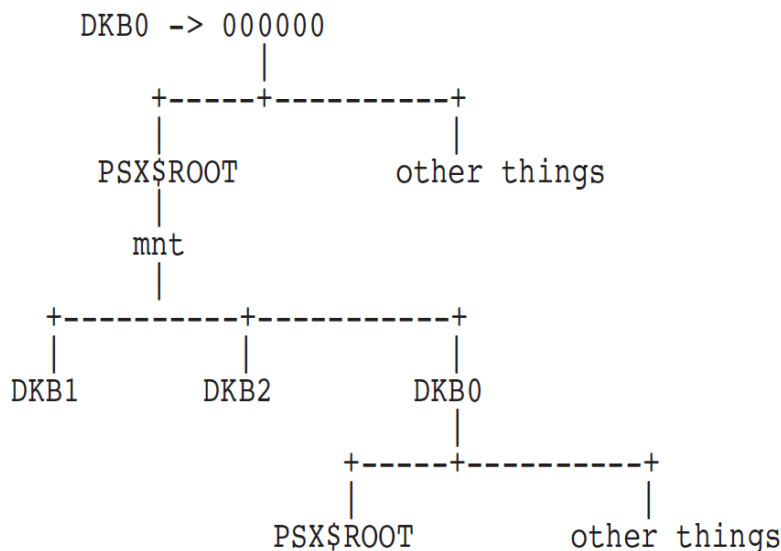 DKB0 -> 000000
|
+-----+----------+
| |
PSX$ROOT other things
|
mnt
|
+----------+-----------+
| | |
DKB1 DKB2 DKB0
|
+-----+----------+
| |
PSX$ROOT other things